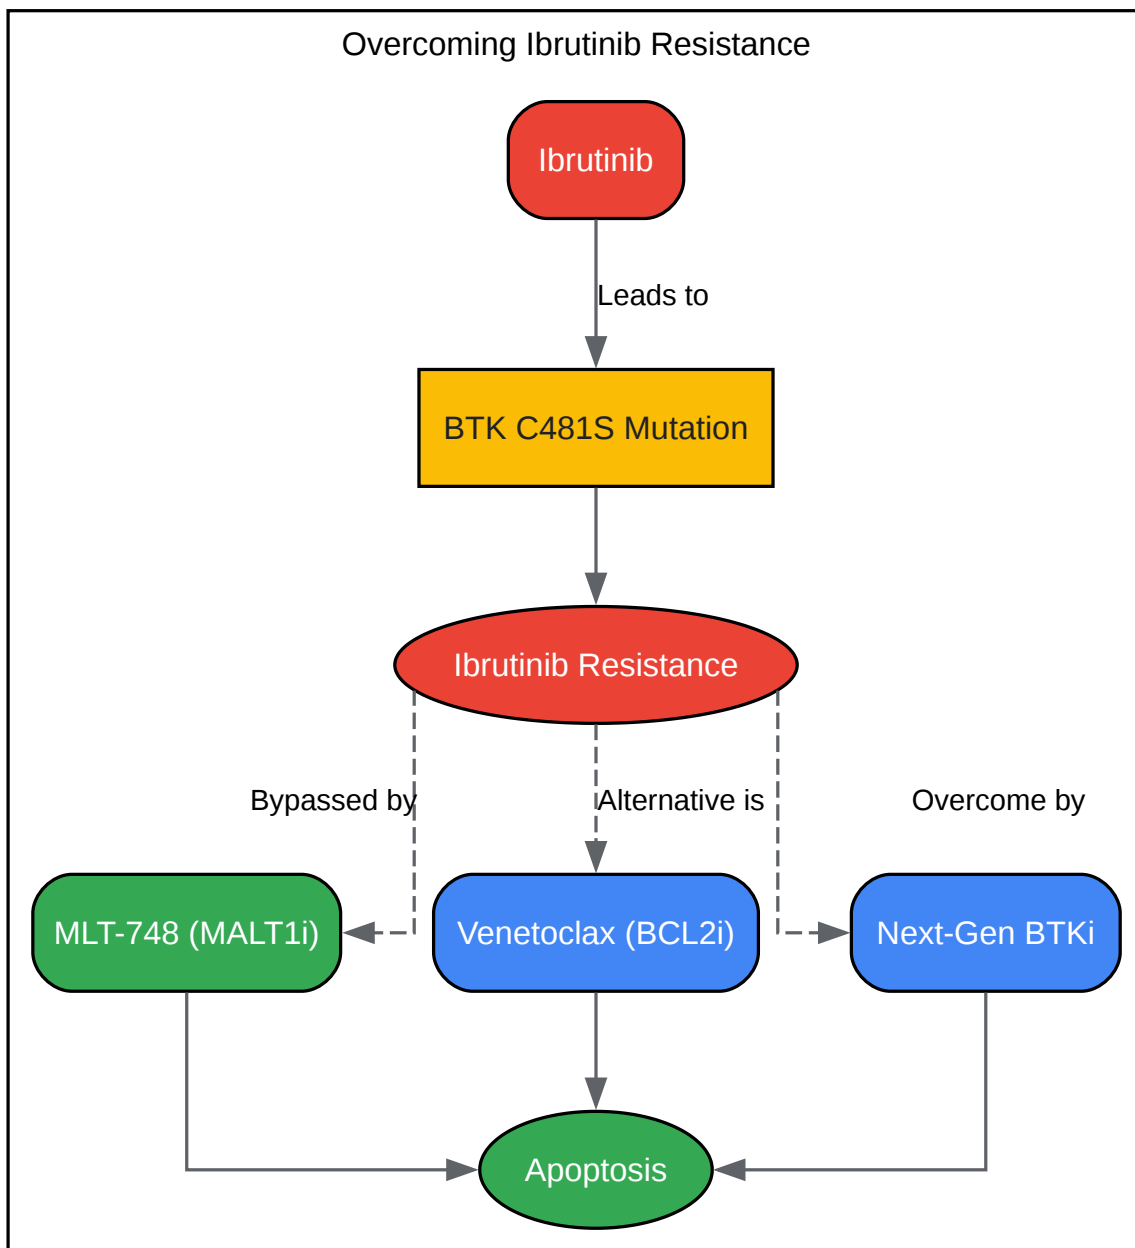 Overcoming Ibrutinib Resistance
Ibrutinib
Leads to
BTK C481S Mutation
Ibrutinib Resistance
Bypassed by
Alternative is
Overcome by
MLT-748 (MALT1i)
Venetoclax (BCL2i)
Next-Gen BTKi
Apoptosis